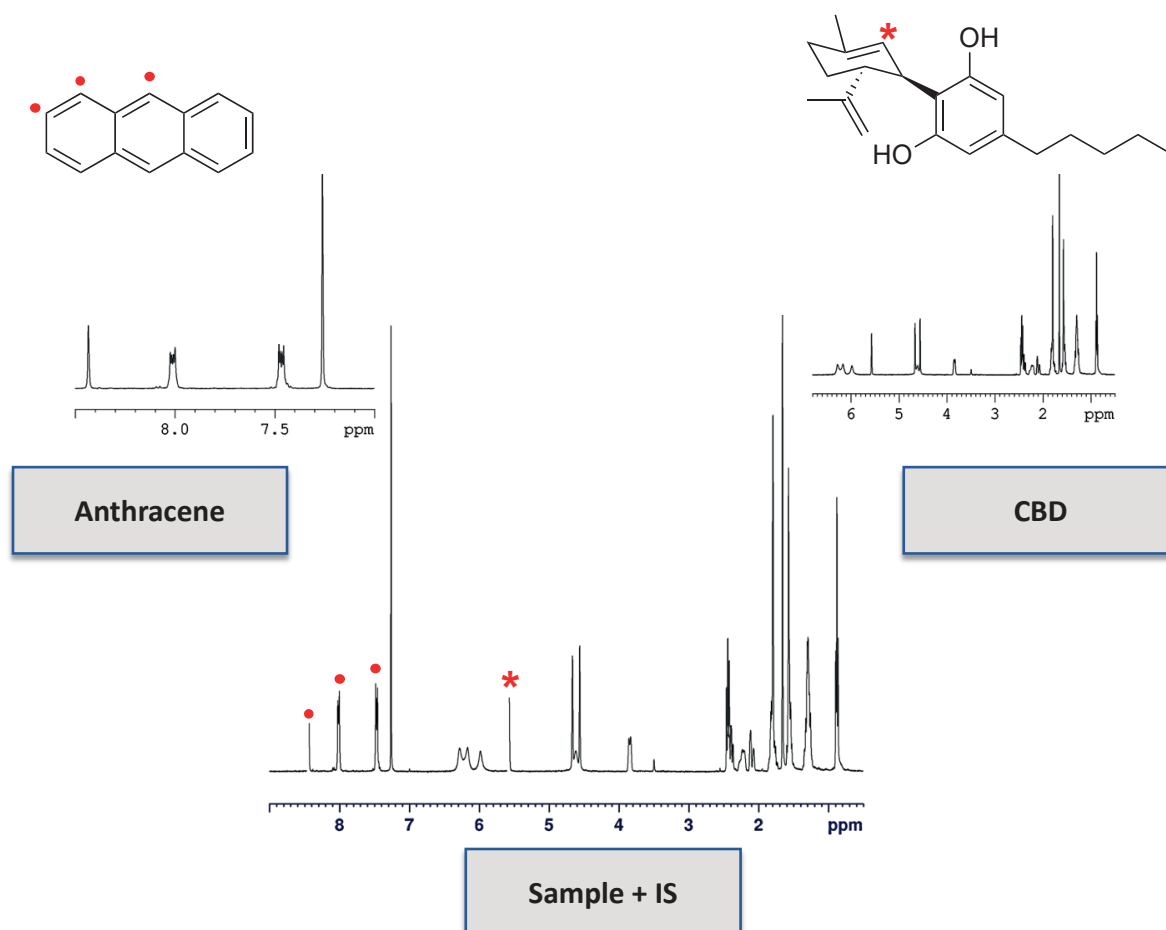 *
OH
HO
8.0 7.5 ppm
6 5 4 3 2 ppm
Anthracene
CBD
*
8 7 6 5 4 3 2 ppm
Sample + IS